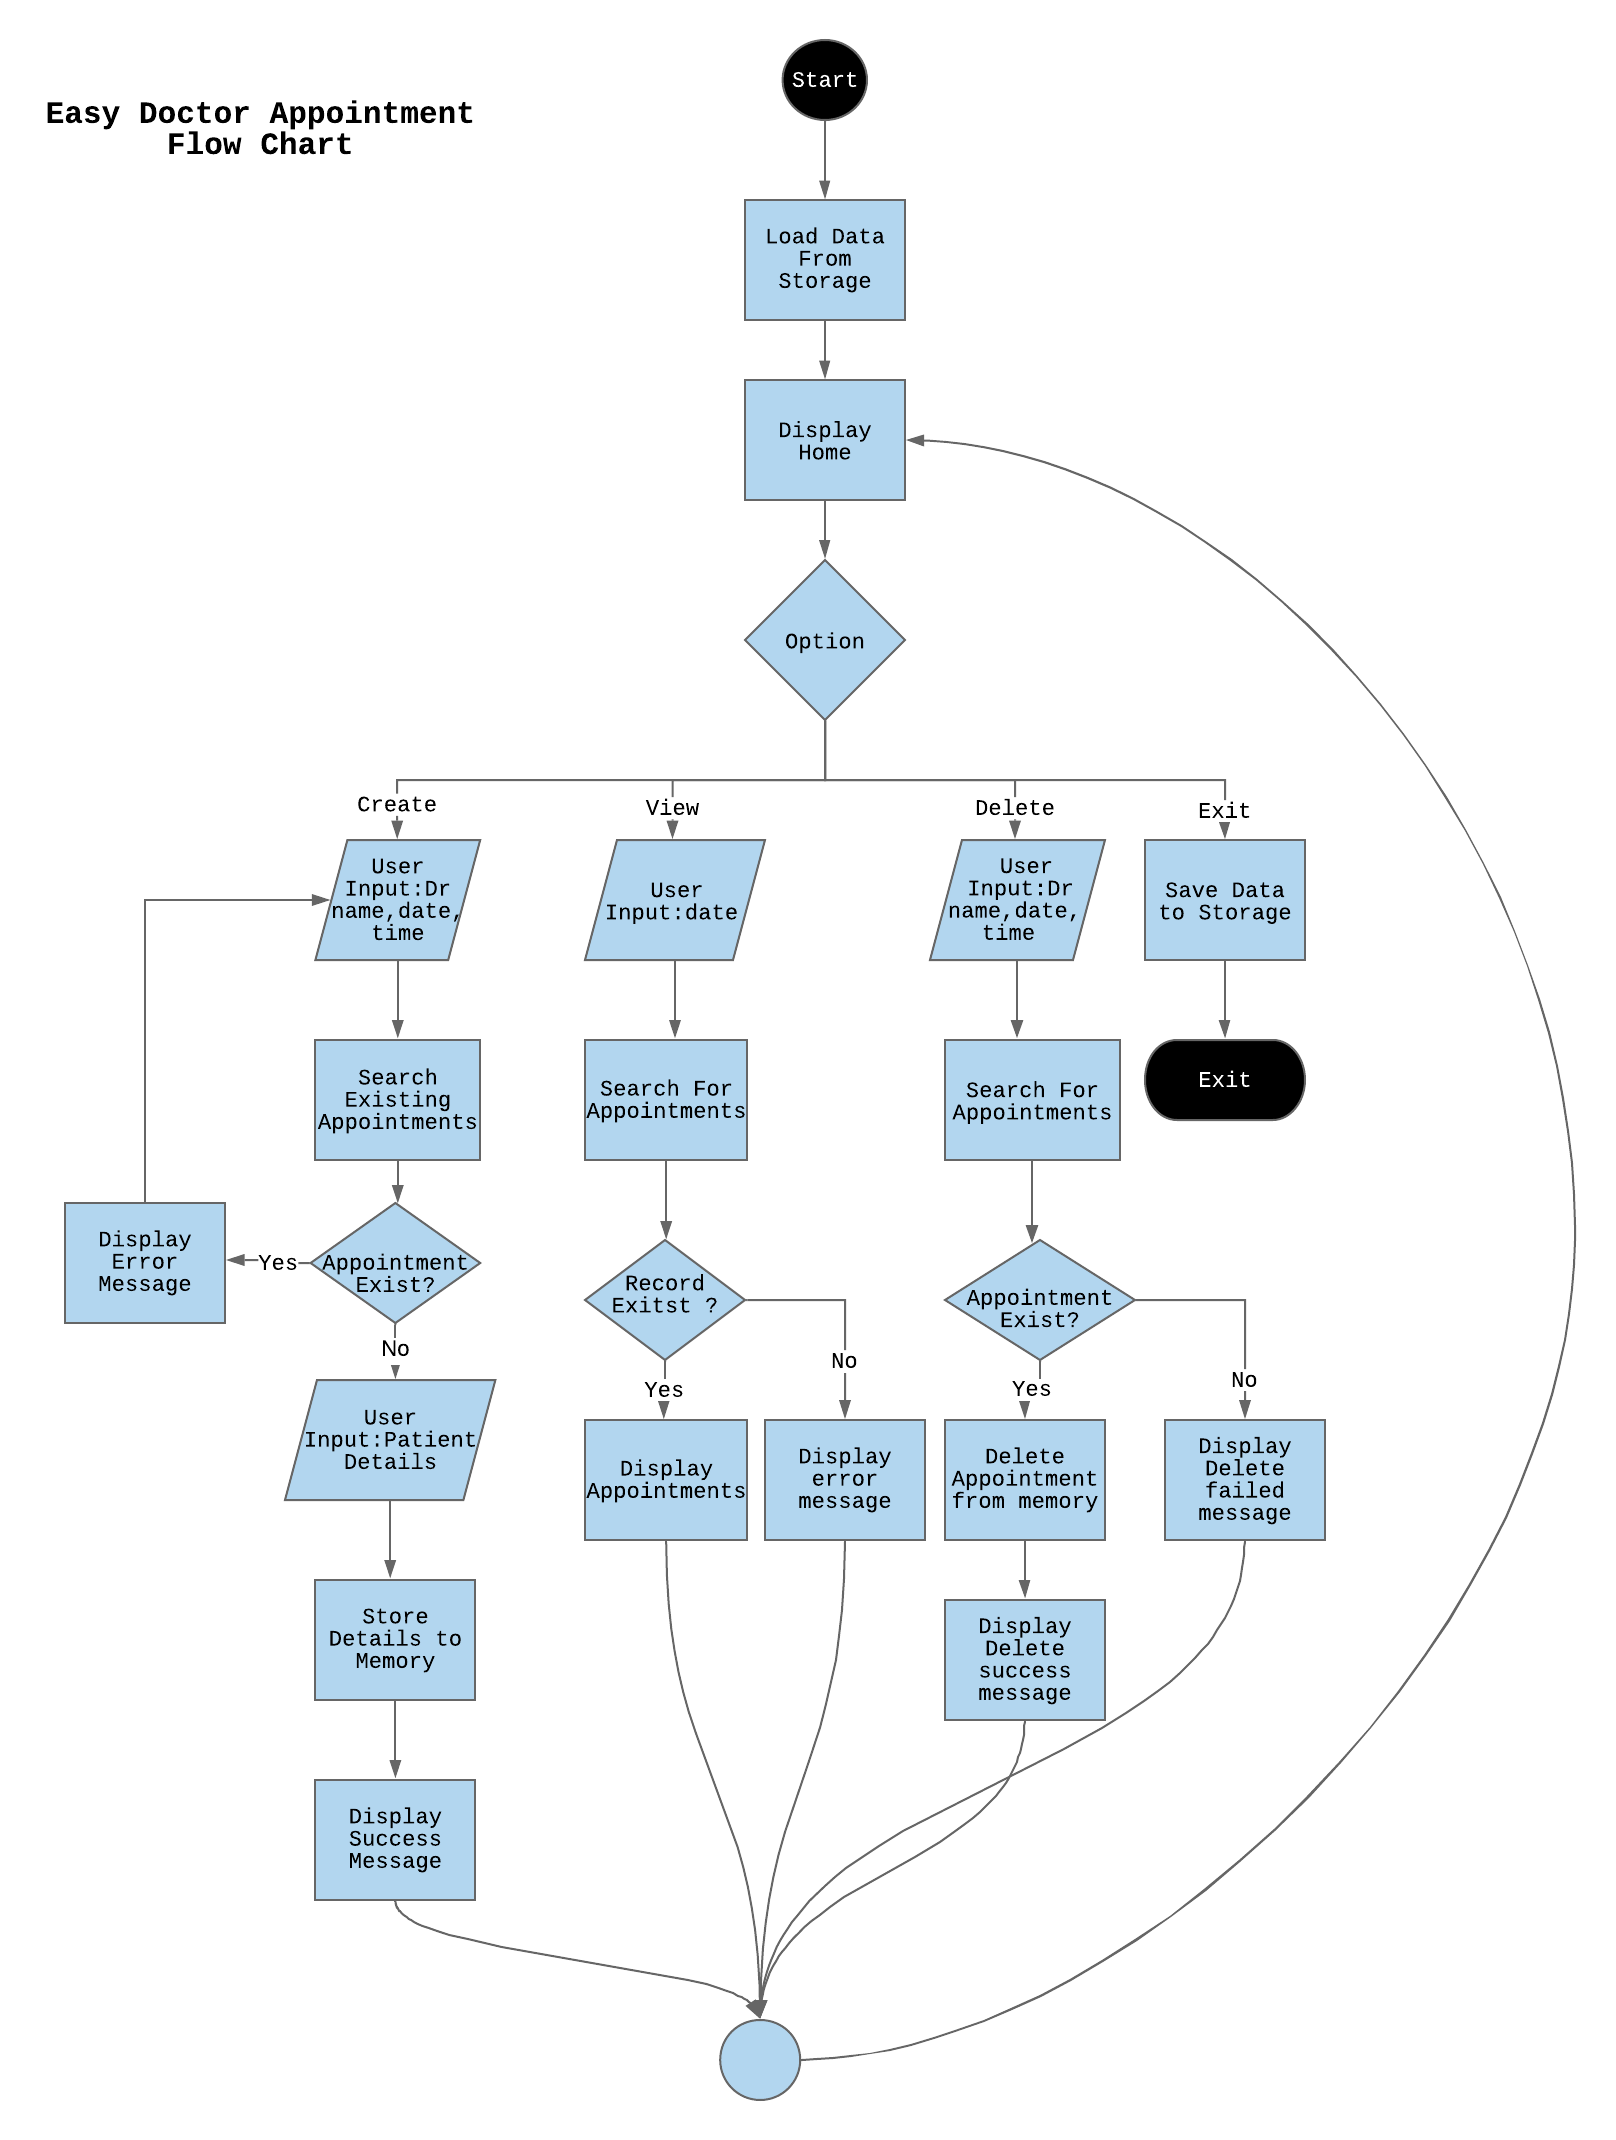 Start
Easy Doctor Appointment
Flow Chart
Load Data
From
Storage
Display
Home
Option
Create
View
Delete
Exit
User
Input:Dr
name,date,
time
User
Input:date
User
Input:Dr
name,date,
time
Save Data
to Storage
Search
Existing
Appointments
Search For
Appointments
Search For
Appointments
Exit
Display
Error
Message
Yes
Appointment
Exist?
Record
Exitst ?
Appointment
Exist?
No
No
Yes
Yes
No
User
Input:Patient
Details
Display
Appointments
Display
error
message
Delete
Appointment
from memory
Display
Delete
failed
message
Store
Details to
Memory
Display
Delete
success
message
Display
Success
Message